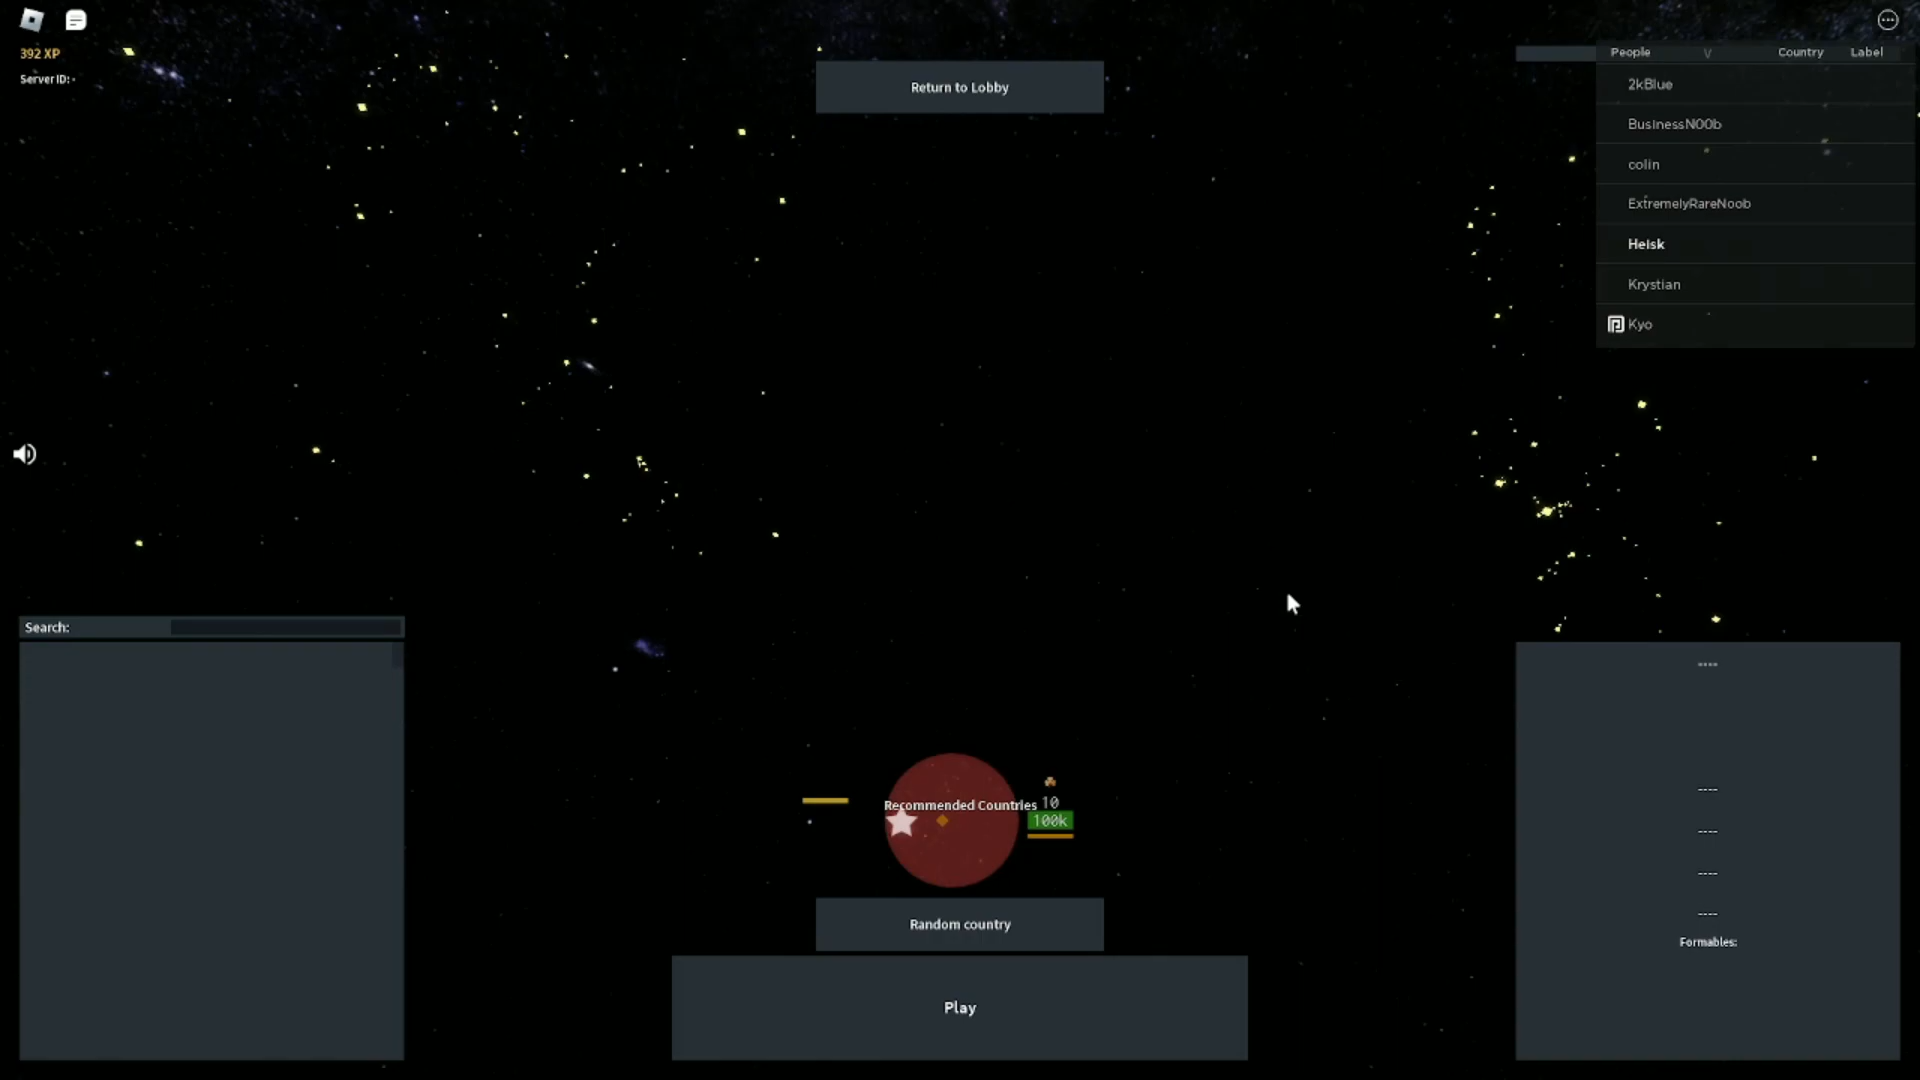 392 XP
Server ID: -
Return to Lobby
People V Country Label
2kBlue
BusinessN00b
colin
ExtremelyRareNoob
Heisk
Krystian
Kyo
Search:
----
----
----
----
----
Formables:
Recommended Countries
10
100k
Random country
Play